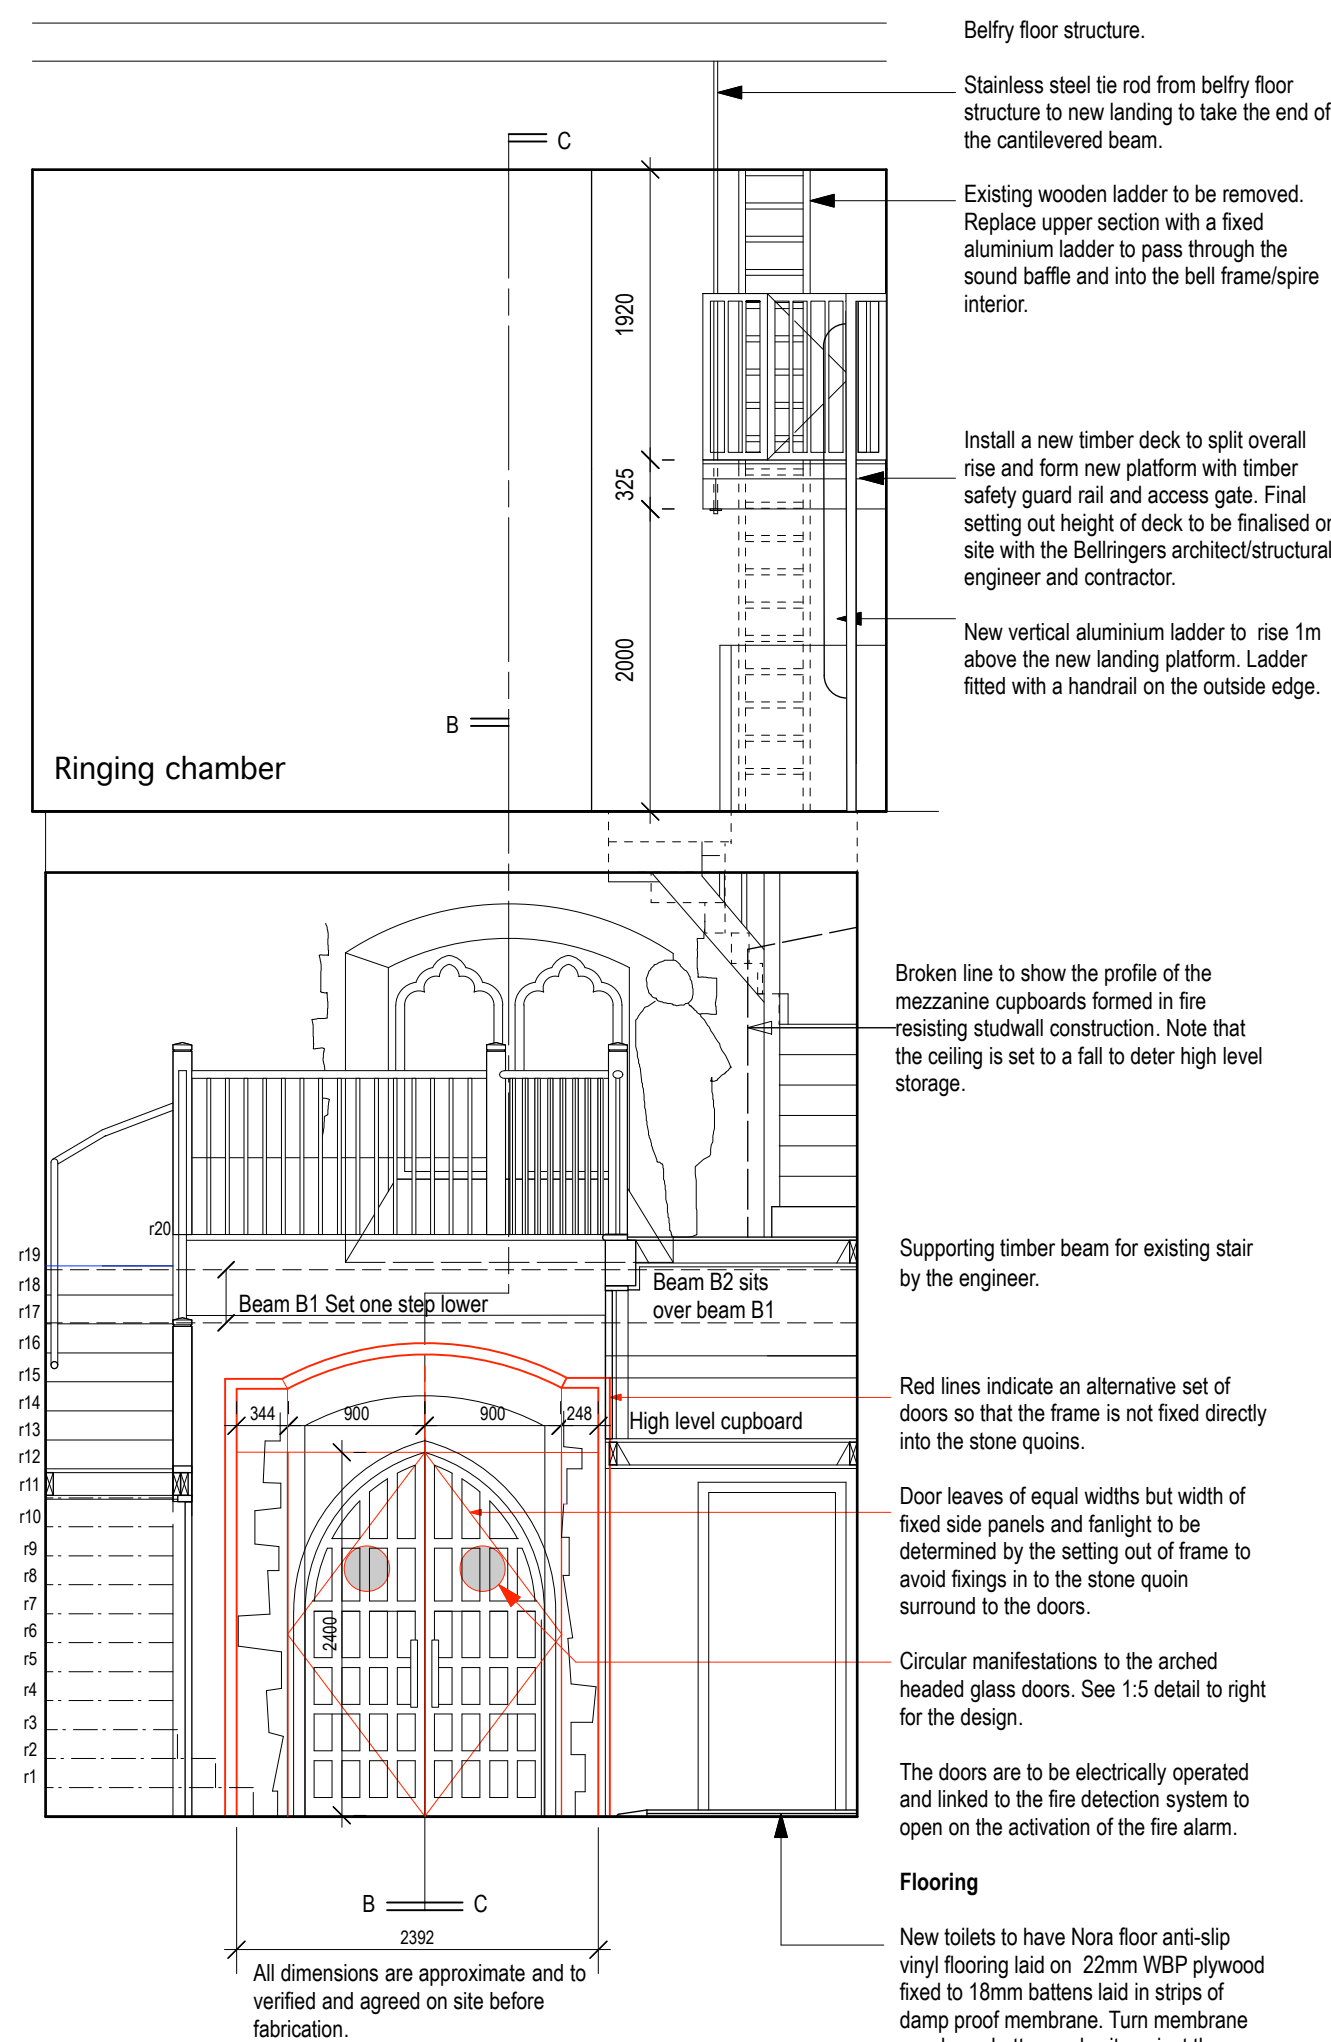 Belfry floor structure.
Stainless steel tie rod from belfry floor
structure to new landing to take the end of
the cantilevered beam.
C
Existing wooden ladder to be removed.
Replace upper section with a fixed
aluminium ladder to pass through the
sound baffle and into the bell frame/spire
interior.
1920
325
2000
Install a new timber deck to split overall
rise and form new platform with timber
safety guard rail and access gate. Final
setting out height of deck to be finalised on
site with the Bellringers architect/structural
engineer and contractor.
New vertical aluminium ladder to rise 1m
above the new landing platform. Ladder
fitted with a handrail on the outside edge.
B
Ringing chamber
Broken line to show the profile of the
mezzanine cupboards formed in fire
resisting studwall construction. Note that
the ceiling is set to a fall to deter high level
storage.
r20
r19
r18
r17
r16
r15
r14
r13
r12
r11
r10
r9
r8
r7
r6
r5
r4
r3
r2
r1
Supporting timber beam for existing stair
by the engineer.
Beam B1 Set one step lower
Beam B2 sits
over beam B1
Red lines indicate an alternative set of
doors so that the frame is not fixed directly
into the stone quoins.
344
900
900
248
High level cupboard
Door leaves of equal widths but width of
fixed side panels and fanlight to be
determined by the setting out of frame to
avoid fixings in to the stone quoin
surround to the doors.
2400
Circular manifestations to the arched
headed glass doors. See 1:5 detail to right
for the design.
The doors are to be electrically operated
and linked to the fire detection system to
open on the activation of the fire alarm.
Flooring
B C
2392
New toilets to have Nora floor anti-slip
vinyl flooring laid on 22mm WBP plywood
fixed to 18mm battens laid in strips of
damp proof membrane. Turn membrane
All dimensions are approximate and to
verified and agreed on site before
fabrication.